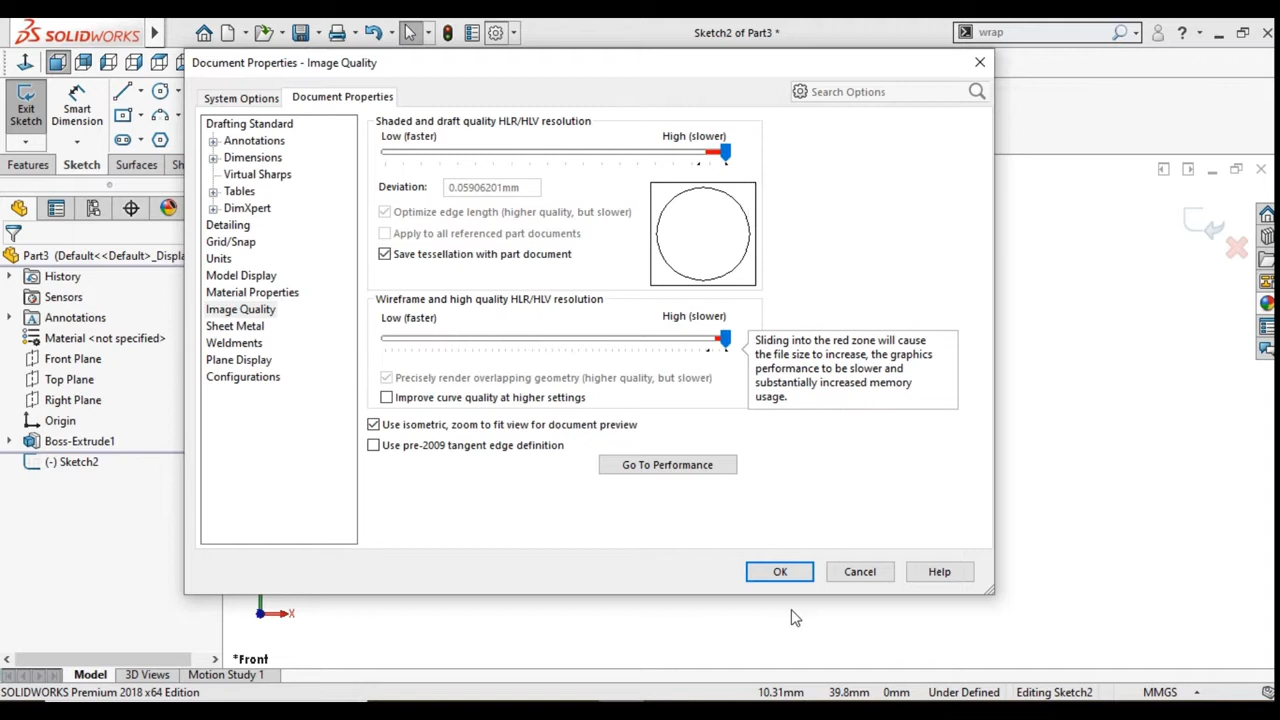 SOLIDWORKS
Sketch2 of Part3 *
wrap
Document Properties - Image Quality
System Options
Document Properties
Search Options
Exit
Sketch
Smart
Dimension
Features
Sketch
Surfaces
Sh
Part3 (Default<<Default>_Displa
History
Sensors
Annotations
Material <not specified>
Front Plane
Top Plane
Right Plane
Origin
Boss-Extrude1
(-) Sketch2
Drafting Standard
Annotations
Dimensions
Virtual Sharps
Tables
DimXpert
Detailing
Grid/Snap
Units
Model Display
Material Properties
Image Quality
Sheet Metal
Weldments
Plane Display
Configurations
Shaded and draft quality HLR/HLV resolution
Low (faster)
High (slower)
Deviation:
0.05906201mm
Optimize edge length (higher quality, but slower)
Apply to all referenced part documents
Save tessellation with part document
Wireframe and high quality HLR/HLV resolution
Low (faster)
High (slower)
Precisely render overlapping geometry (higher quality, but slower)
Improve curve quality at higher settings
Sliding into the red zone will cause
the file size to increase, the graphics
performance to be slower and
substantially increased memory
usage.
Use isometric, zoom to fit view for document preview
Use pre-2009 tangent edge definition
Go To Performance
OK
Cancel
Help
X
*Front
Model
3D Views
Motion Study 1
SOLIDWORKS Premium 2018 x64 Edition
10.31mm
39.8mm
0mm
Under Defined
Editing Sketch2
MMGS